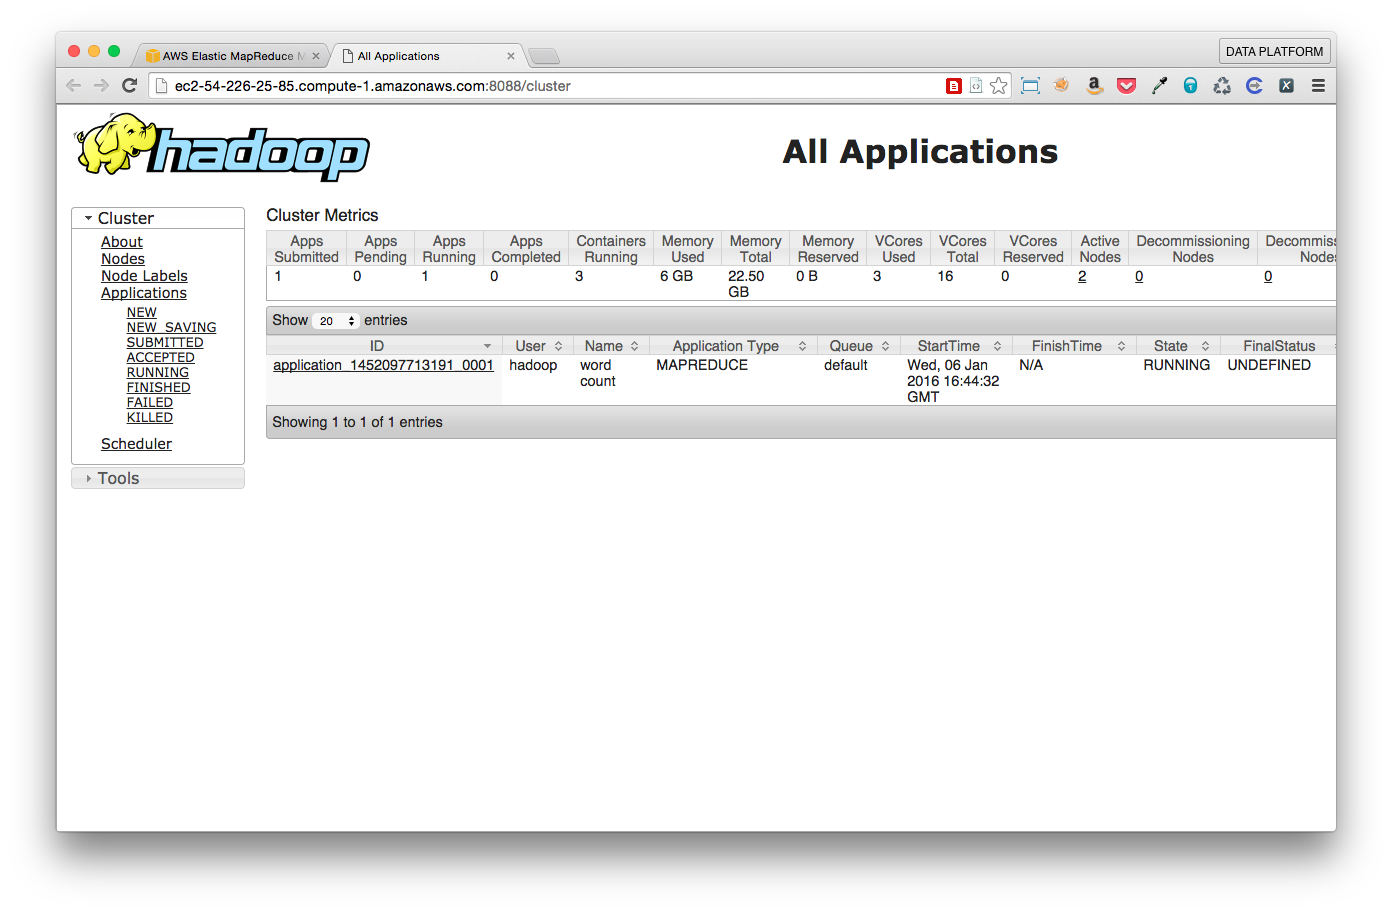 AWS Elastic MapReduce M
All Applications
DATA PLATFORM
ec2-54-226-25-85.compute-1.amazonaws.com:8088/cluster
hadoop
All Applications
Cluster
About
Nodes
Node Labels
Applications
NEW
NEW_SAVING
SUBMITTED
ACCEPTED
RUNNING
FINISHED
FAILED
KILLED
Scheduler
Tools
Cluster Metrics
Apps Submitted Apps Pending Apps Running Apps Completed Containers Running Memory Used Memory Total Memory Reserved VCores Used VCores Total VCores Reserved Active Nodes Decommissioning Nodes Decommiss Nodes
1 0 1 0 3 6 GB 22.50 GB 0 B 3 16 0 2 0 0
Show 20 entries
ID User Name Application Type Queue StartTime FinishTime State FinalStatus
application_1452097713191_0001 hadoop word count MAPREDUCE default Wed, 06 Jan 2016 16:44:32 GMT N/A RUNNING UNDEFINED
Showing 1 to 1 of 1 entries